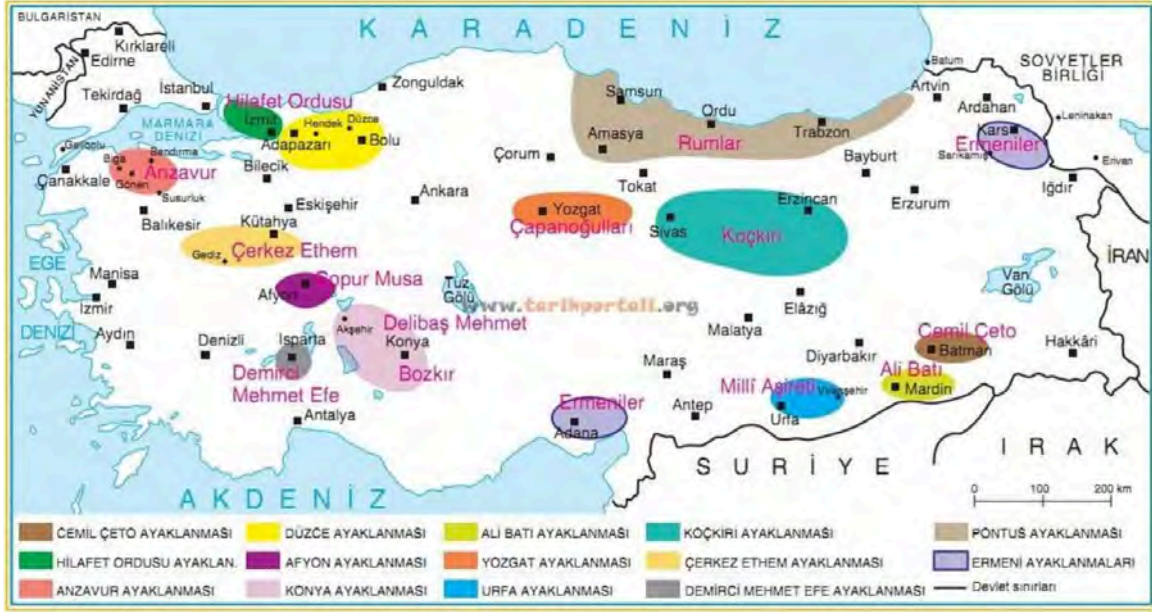 BULGARİSTAN
KARADENİZ
Kırklareli
Edirne
YUNANİSTAN
Tekirdağ
İstanbul
Zonguldak
Batum
SOVYETLER
BİRLİĞİ
Artvin
Ardahan
Leninakan
Samsun
Ordu
Trabzon
Hilafet Ordusu
İzmit
Hendek
Düzce
MARMARA
DENİZİ
Adapazarı
Bolu
Amasya
Rumlar
Kars
Ermeniler
Sarıkamış
Erivan
Gelibolu
Bandırma
Biga
Anzavur
Gönen
Çanakkale
Bilecik
Çorum
Bayburt
Iğdır
Susurluk
Ankara
Tokat
Erzurum
Balıkesir
Eskişehir
Kütahya
Yozgat
Çapanoğulları
Sivas
Erzincan
Koçkiri
İRAN
Gediz
Çerkez Ethem
EGE
DENİZİ
Manisa
İzmir
Afyon
Çopur Musa
Tuz
Gölü
www.tarihportali.org
Elâzığ
Van
Gölü
Aydın
Denizli
Isparta
Akşehir
Delibaş Mehmet
Konya
Bozkır
Malatya
Diyarbakır
Cemil Çeto
Batman
Hakkâri
Demirci
Mehmet Efe
Maraş
Ali Batı
Mardin
Millî Aşireti
Viranşehir
Urfa
Antalya
Ermeniler
Adana
Antep
SURİYE
IRAK
AKDENİZ
0 100 200 km
CEMİL ÇETO AYAKLANMASI
DÜZCE AYAKLANMASI
ALİ BATI AYAKLANMASI
KOÇKİRİ AYAKLANMASI
PONTUS AYAKLANMASI
HİLAFET ORDUSU AYAKLAN.
AFYON AYAKLANMASI
YOZGAT AYAKLANMASI
ÇERKEZ ETHEM AYAKLANMASI
ERMENİ AYAKLANMALARI
ANZAVUR AYAKLANMASI
KONYA AYAKLANMASI
URFA AYAKLANMASI
DEMİRCİ MEHMET EFE AYAKLANMASI
Devlet sınırları